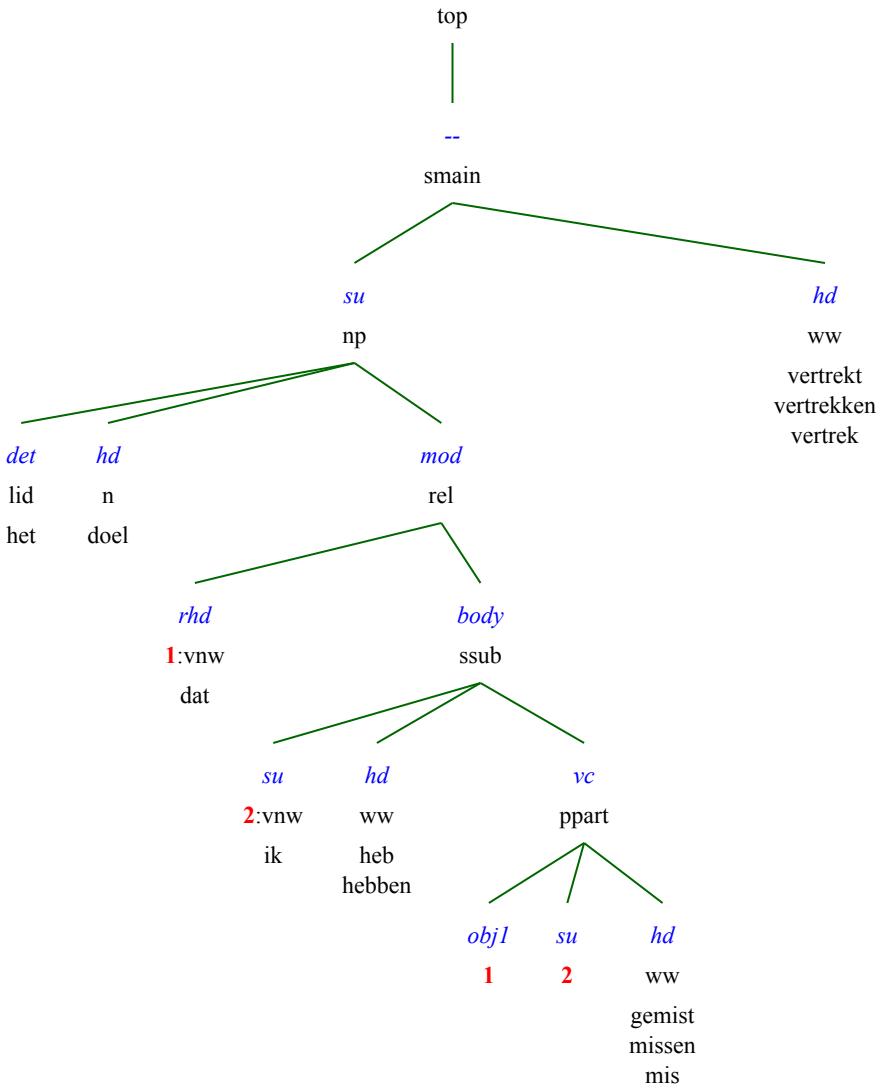 top
--
smain
su hd
np ww
vertrekt
vertrekken
vertrek
det hd mod
lid n rel
het doel
rhd body
1:vnw ssub
dat
su hd vc
2:vnw ww ppart
ik heb
hebben
obj1 su hd
1 2 ww
gemist
missen
mis